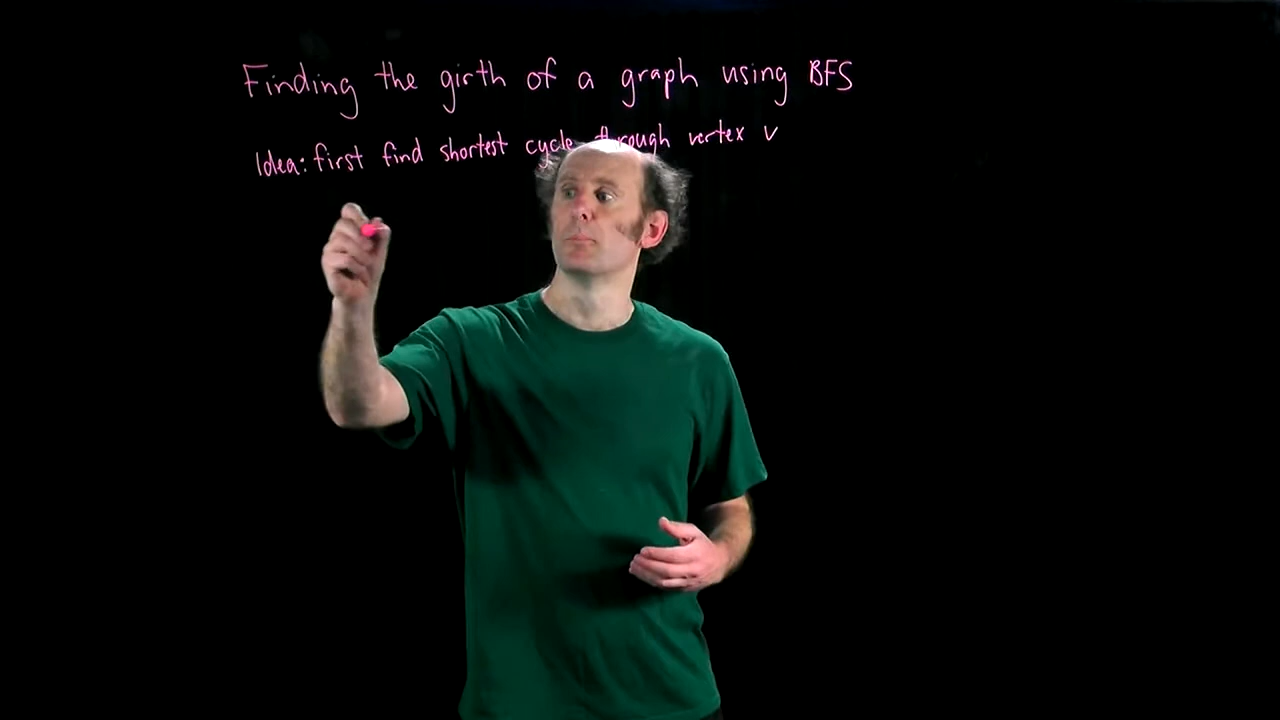 Finding the girth of a graph using BFS
Idea: first find shortest cycle through vertex v